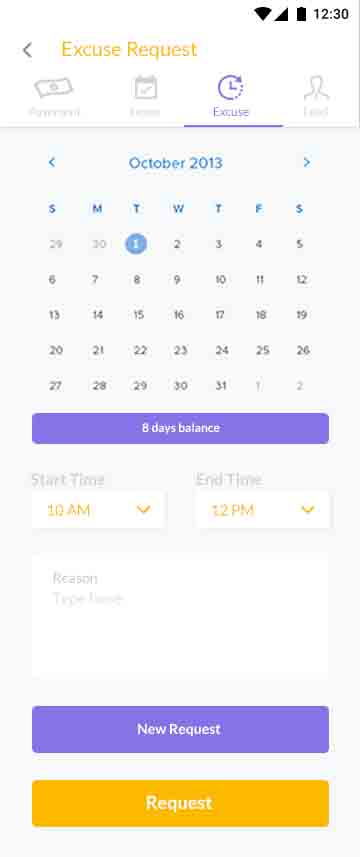 12:30
Excuse Request
Payment
Leave
Excuse
Lead
October 2013
S M T W T F S
29 30 1 2 3 4 5
6 7 8 9 10 11 12
13 14 15 16 17 18 19
20 21 22 23 24 25 26
27 28 29 30 31 1 2
8 days balance
Start Time End Time
10 AM 12 PM
Reason
Type here
New Request
Request